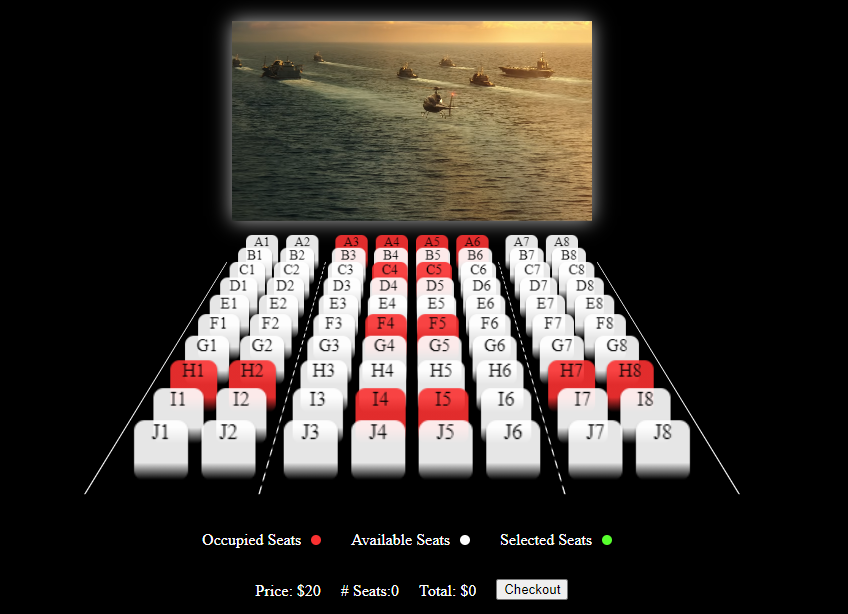 A1 A2 A3 A4 A5 A6 A7 A8
B1 B2 B3 B4 B5 B6 B7 B8
C1 C2 C3 C4 C5 C6 C7 C8
D1 D2 D3 D4 D5 D6 D7 D8
E1 E2 E3 E4 E5 E6 E7 E8
F1 F2 F3 F4 F5 F6 F7 F8
G1 G2 G3 G4 G5 G6 G7 G8
H1 H2 H3 H4 H5 H6 H7 H8
I1 I2 I3 I4 I5 I6 I7 I8
J1 J2 J3 J4 J5 J6 J7 J8
Occupied Seats Available Seats Selected Seats
Price: $20 # Seats:0 Total: $0 Checkout